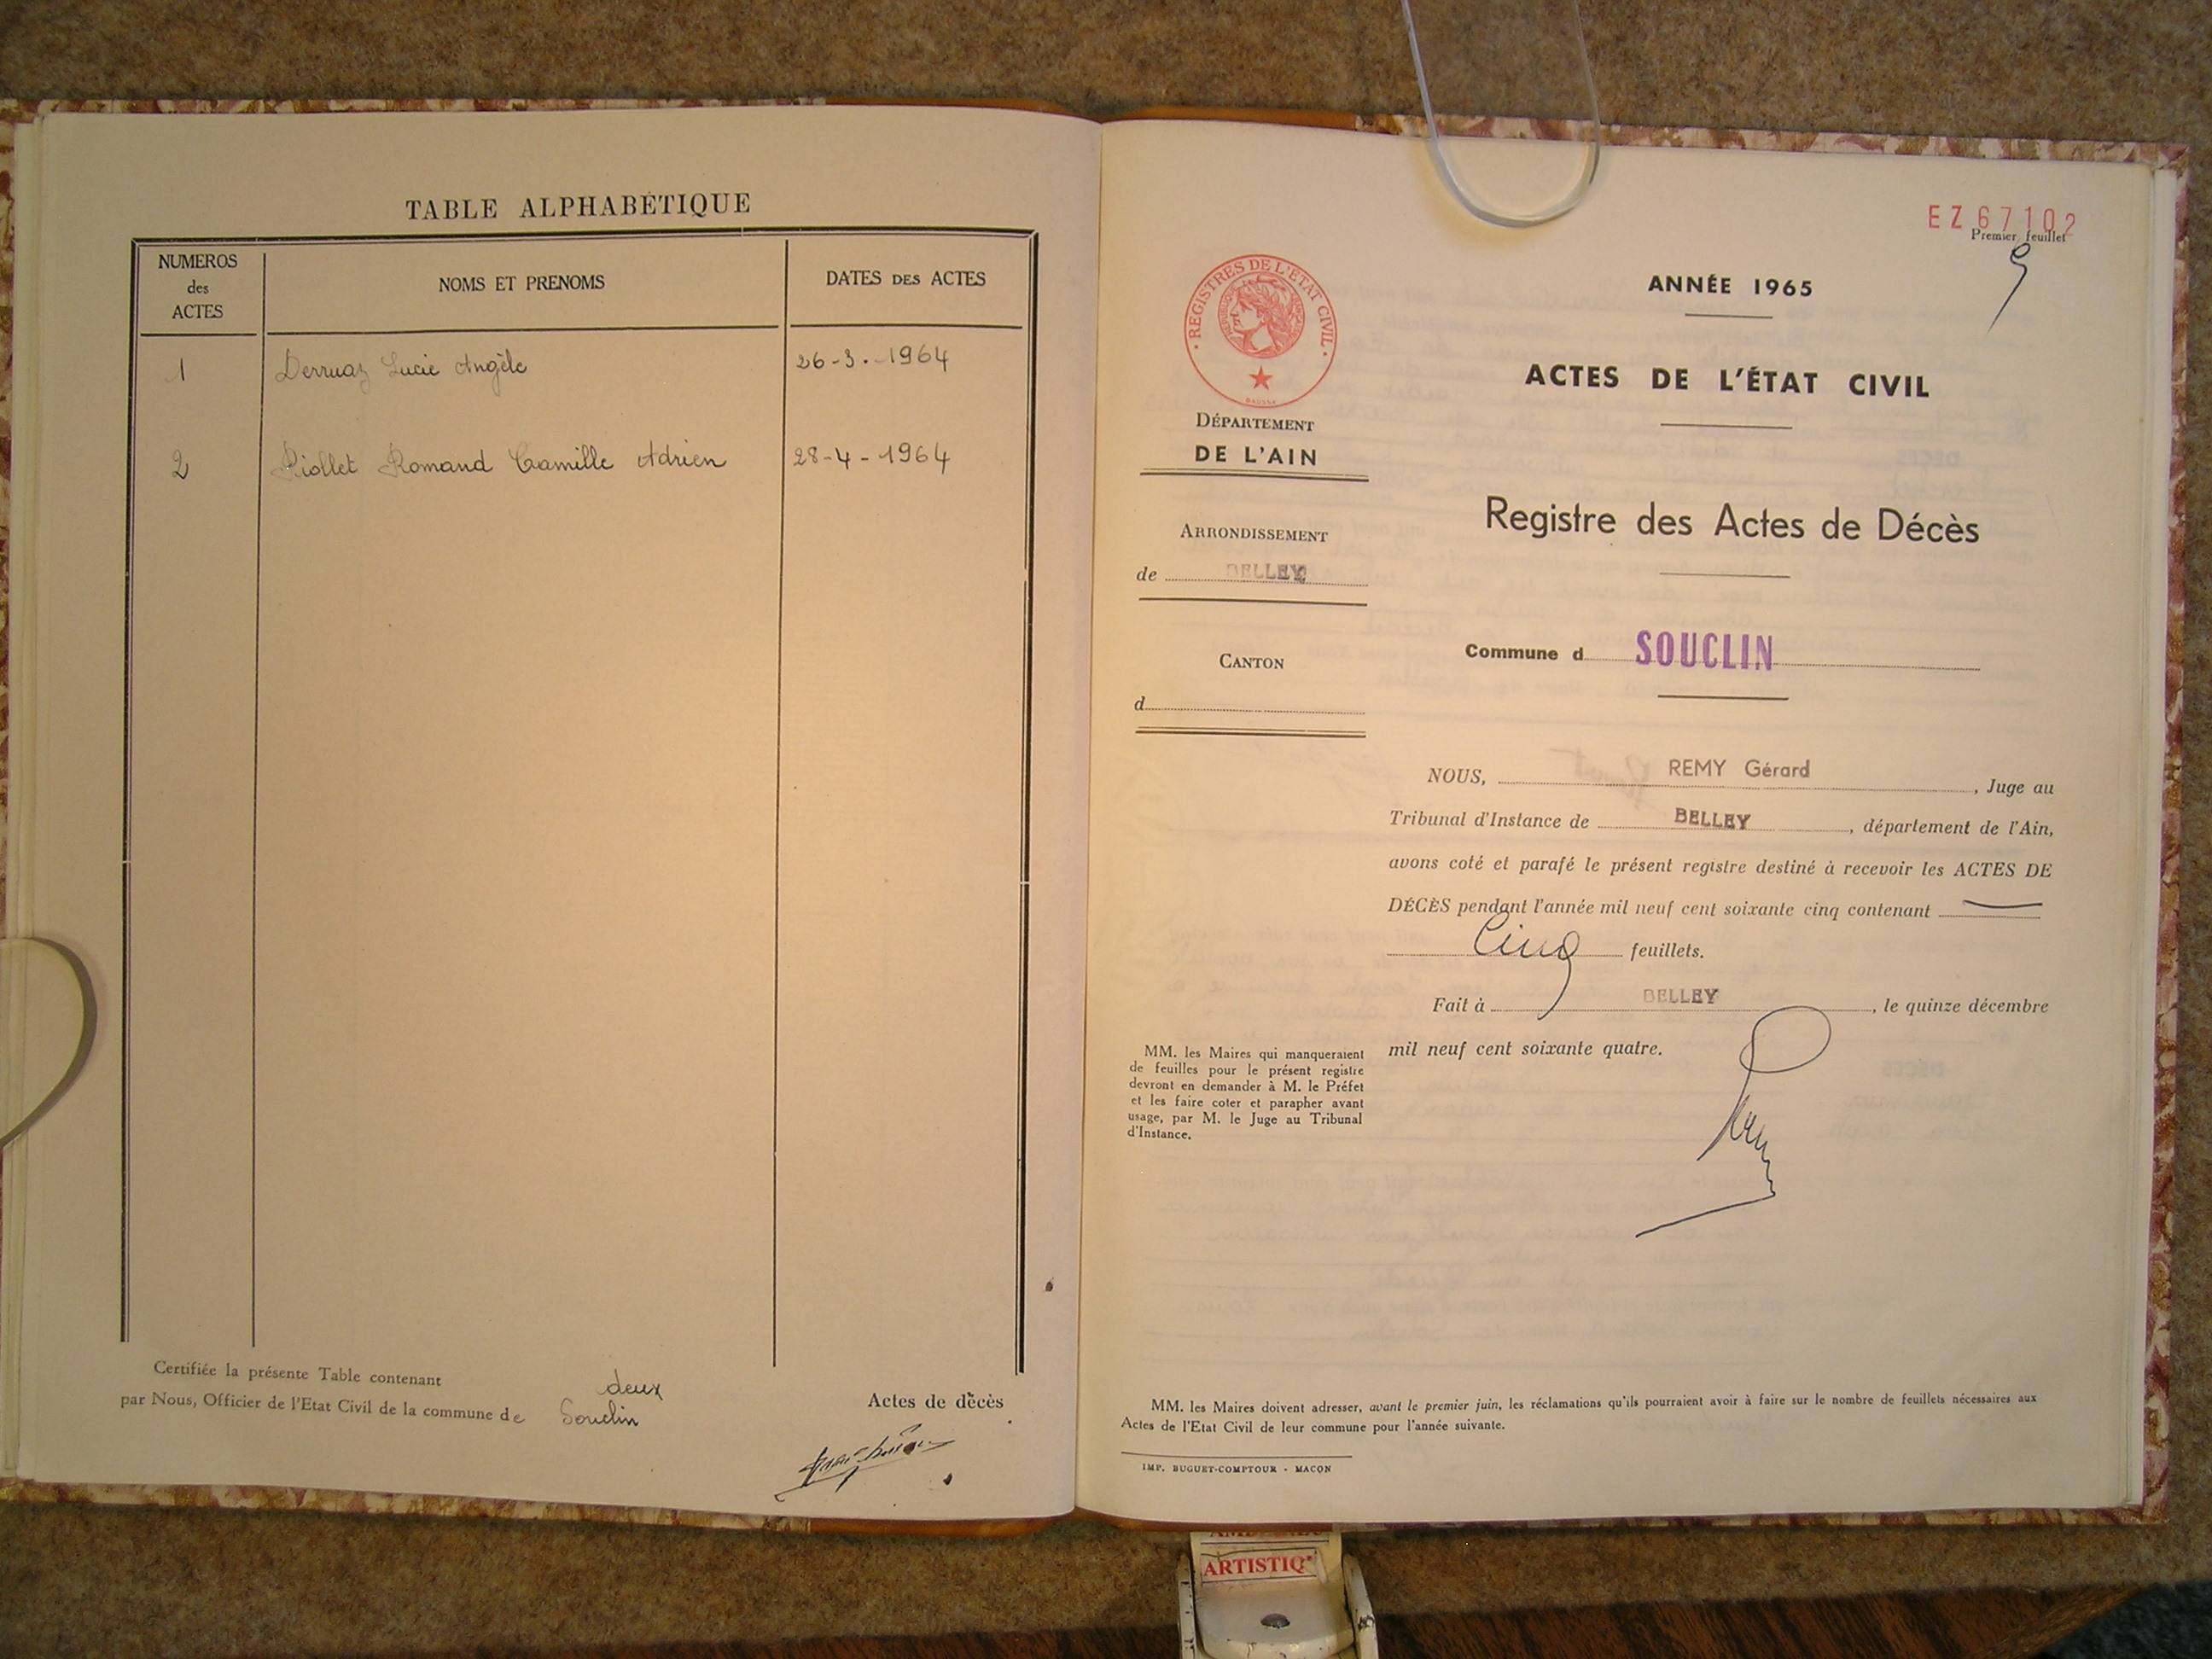 TABLE ALPHABÉTIQUE
NUMEROS
des
ACTES
NOMS ET PRENOMS
DATES DES ACTES
1 Derruaz Lucie Angèle 26-3.-1964
2 Riollet Romand Camille Adrien 28-4-1964
Certifiée la présente Table contenant deux Actes de décès
par Nous, Officier de l'Etat Civil de la commune de Souclin
EZ 67102
Premier feuillet
REGISTRES DE L'ÉTAT CIVIL
ANNÉE 1965
ACTES DE L'ÉTAT CIVIL
DÉPARTEMENT
DE L'AIN
Registre des Actes de Décès
ARRONDISSEMENT
de BELLEY
Commune d SOUCLIN
CANTON
d
NOUS, REMY Gérard, Juge au
Tribunal d'Instance de BELLEY, département de l'Ain,
avons coté et parafé le présent registre destiné à recevoir les ACTES DE
DÉCÈS pendant l'année mil neuf cent soixante cinq contenant
Cinq feuillets.
Fait à BELLEY, le quinze décembre
mil neuf cent soixante quatre.
MM. les Maires qui manqueraient
de feuilles pour le présent registre
devront en demander à M. le Préfet
et les faire coter et parapher avant
usage, par M. le Juge au Tribunal
d'Instance.
MM. les Maires doivent adresser, avant le premier juin, les réclamations qu'ils pourraient avoir à faire sur le nombre de feuillets nécessaires aux
Actes de l'Etat Civil de leur commune pour l'année suivante.
IMP. BUGUET-COMPTOUR - MACON
ARTISTIQ